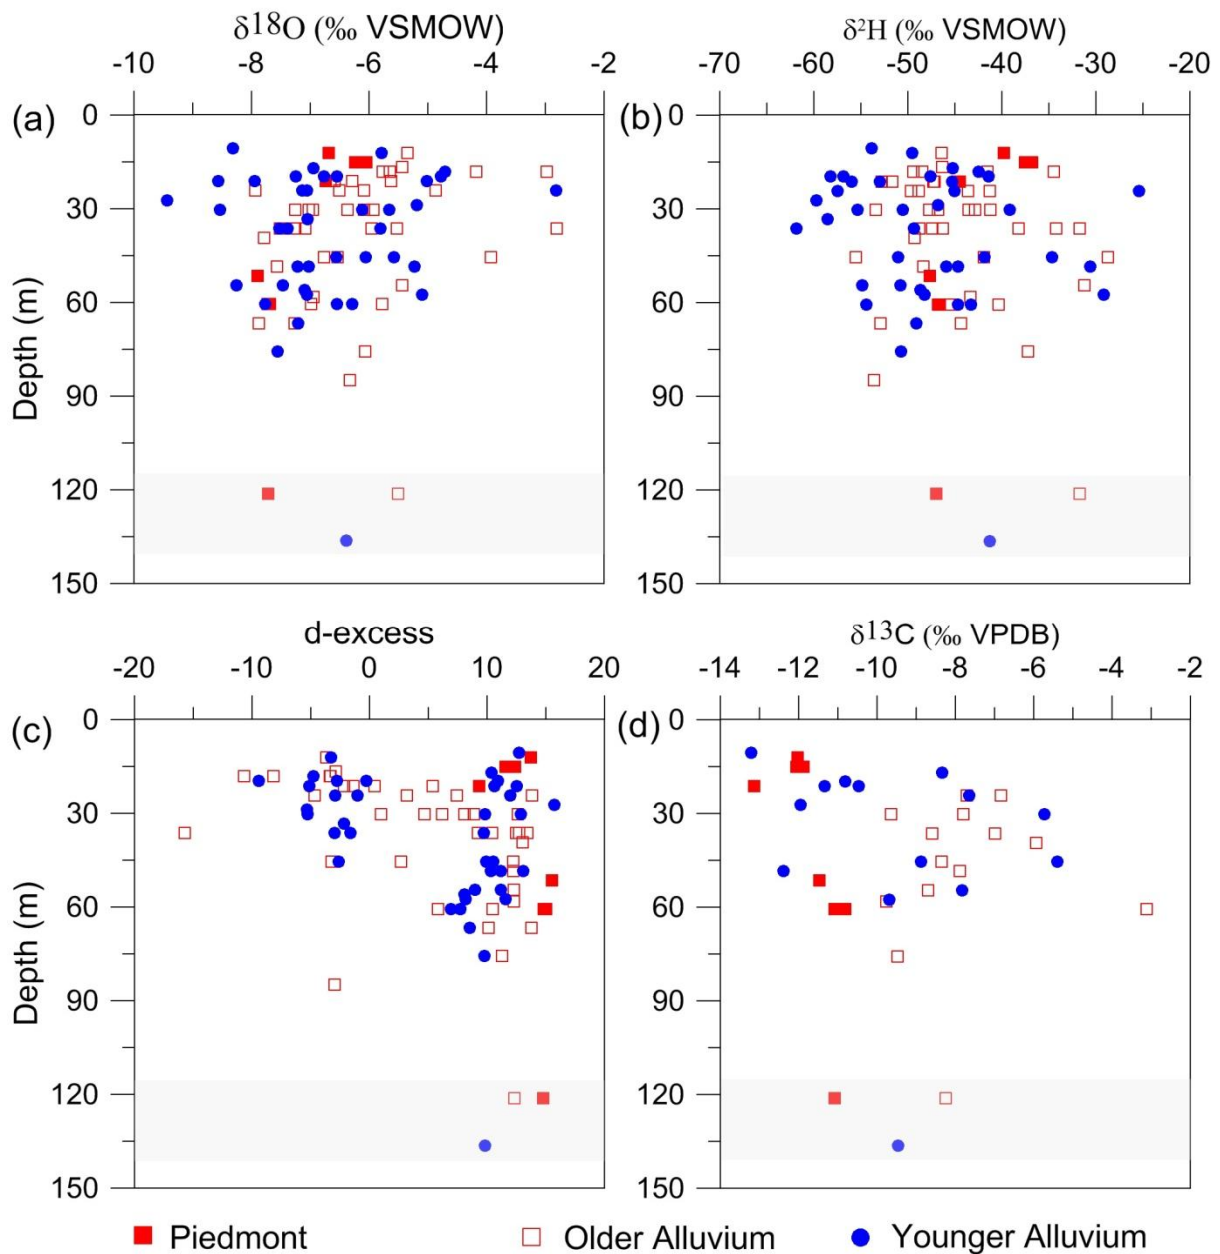 δ18O (‰ VSMOW)
-10 -8 -6 -4 -2
δ2H (‰ VSMOW)
-70 -60 -50 -40 -30 -20
(a)
0
30
60
90
120
150
Depth (m)
(b)
0
30
60
90
120
150
d-excess
-20 -10 0 10 20
δ13C (‰ VPDB)
-14 -12 -10 -8 -6 -4 -2
(c)
0
30
60
90
120
150
Depth (m)
(d)
0
30
60
90
120
150
Piedmont Older Alluvium Younger Alluvium